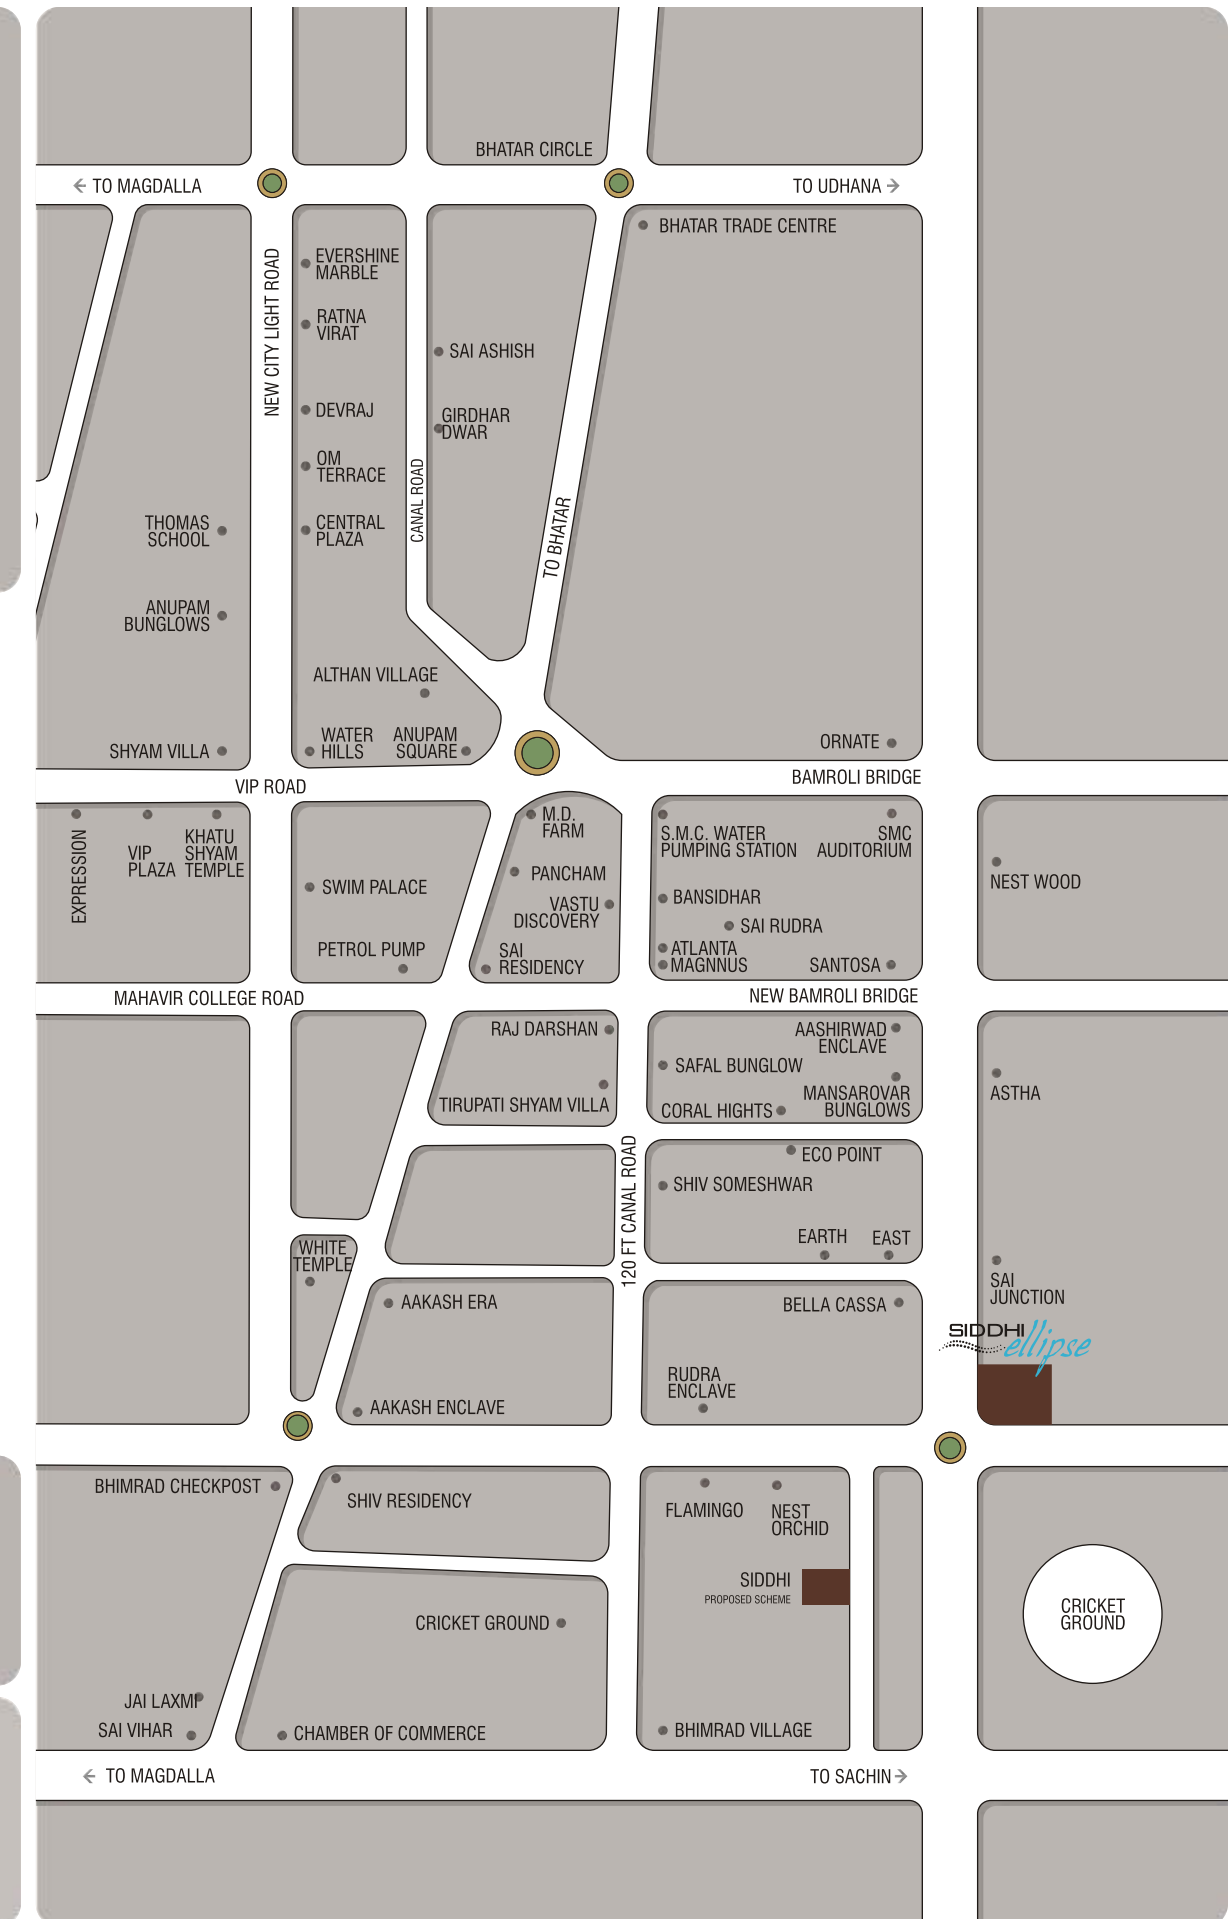 BHATAR CIRCLE
TO MAGDALLA
TO UDHANA
BHATAR TRADE CENTRE
NEW CITY LIGHT ROAD
EVERSHINE
MARBLE
RATNA
VIRAT
SAI ASHISH
DEVRAJ
GIRDHAR
DWAR
OM
TERRACE
CANAL ROAD
TO BHATAR
THOMAS
SCHOOL
CENTRAL
PLAZA
ANUPAM
BUNGLOWS
ALTHAN VILLAGE
SHYAM VILLA
WATER
HILLS
ANUPAM
SQUARE
ORNATE
VIP ROAD
BAMROLI BRIDGE
EXPRESSION
VIP
PLAZA
KHATU
SHYAM
TEMPLE
SWIM PALACE
PETROL PUMP
M.D.
FARM
PANCHAM
VASTU
DISCOVERY
SAI
RESIDENCY
S.M.C. WATER
PUMPING STATION
SMC
AUDITORIUM
BANSIDHAR
SAI RUDRA
ATLANTA
MAGNNUS
SANTOSA
NEST WOOD
MAHAVIR COLLEGE ROAD
NEW BAMROLI BRIDGE
RAJ DARSHAN
TIRUPATI SHYAM VILLA
AASHIRWAD
ENCLAVE
SAFAL BUNGLOW
MANSAROVAR
BUNGLOWS
CORAL HIGHTS
ASTHA
120 FT CANAL ROAD
ECO POINT
SHIV SOMESHWAR
EARTH
EAST
WHITE
TEMPLE
SAI
JUNCTION
AAKASH ERA
BELLA CASSA
SIDDHI
ellipse
RUDRA
ENCLAVE
AAKASH ENCLAVE
BHIMRAD CHECKPOST
SHIV RESIDENCY
FLAMINGO
NEST
ORCHID
SIDDHI
PROPOSED SCHEME
CRICKET
GROUND
CRICKET GROUND
JAI LAXMI
SAI VIHAR
CHAMBER OF COMMERCE
BHIMRAD VILLAGE
TO MAGDALLA
TO SACHIN